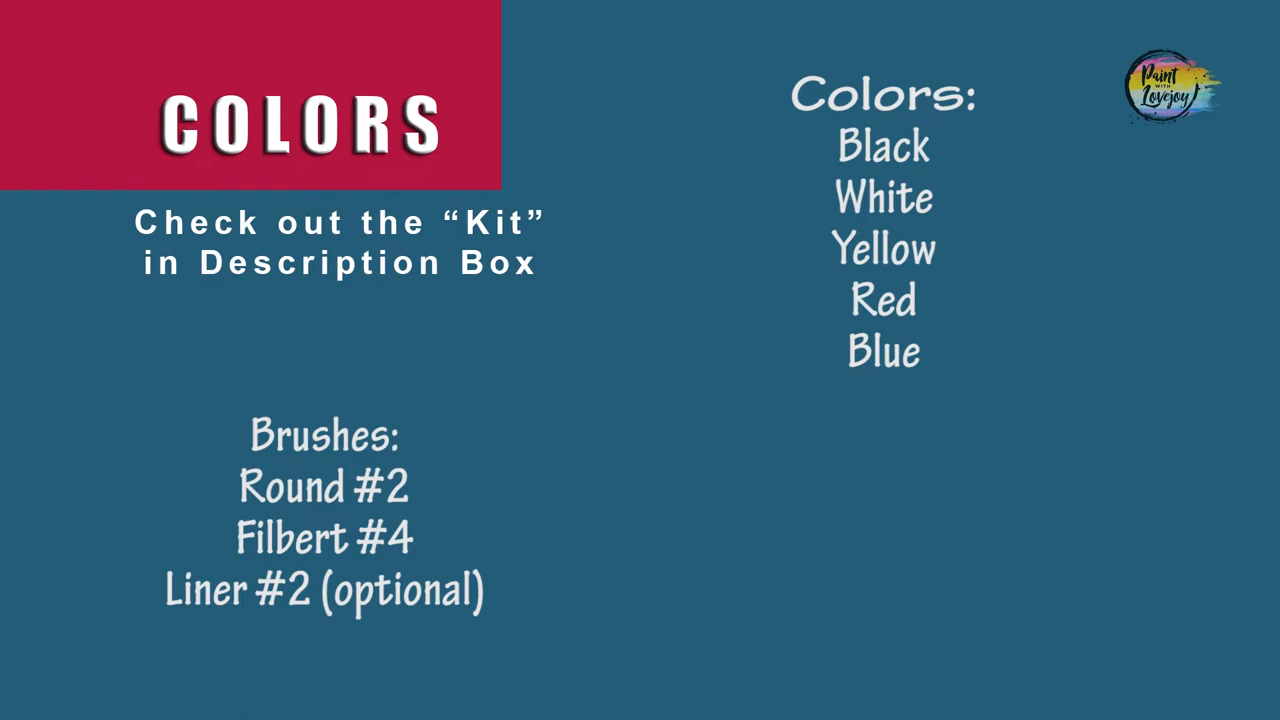 COLORS
Check out the “Kit”
in Description Box
Brushes:
Round #2
Filbert #4
Liner #2 (optional)
Colors:
Black
White
Yellow
Red
Blue
Paint
WITH
Lovejoy